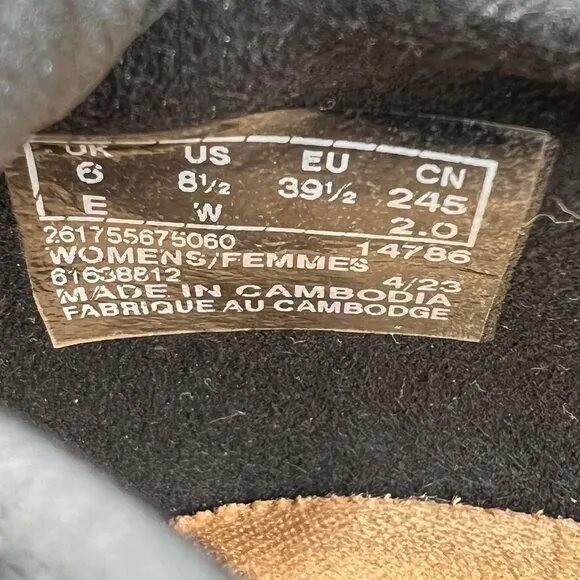 UK US EU CN
6 8½ 39½ 245
E W 2.0
261755675060 14786
WOMENS/FEMMES
61638812 4/23
MADE IN CAMBODIA
FABRIQUE AU CAMBODGE